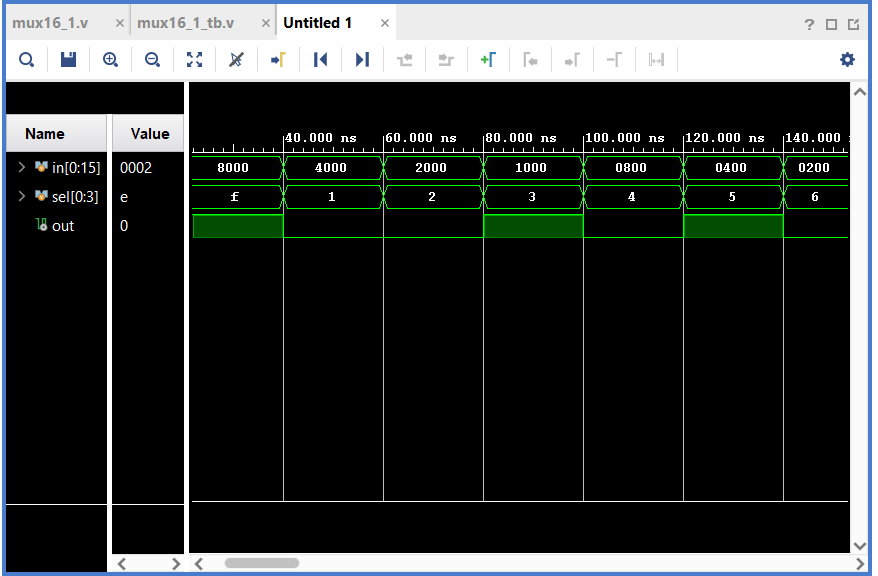 mux16_1.v × mux16_1_tb.v × Untitled 1 × ?
Name Value
40.000 ns 60.000 ns 80.000 ns 100.000 ns 120.000 ns 140.000
in[0:15] 0002 8000 4000 2000 1000 0800 0400 0200
sel[0:3] e f 1 2 3 4 5 6
out 0